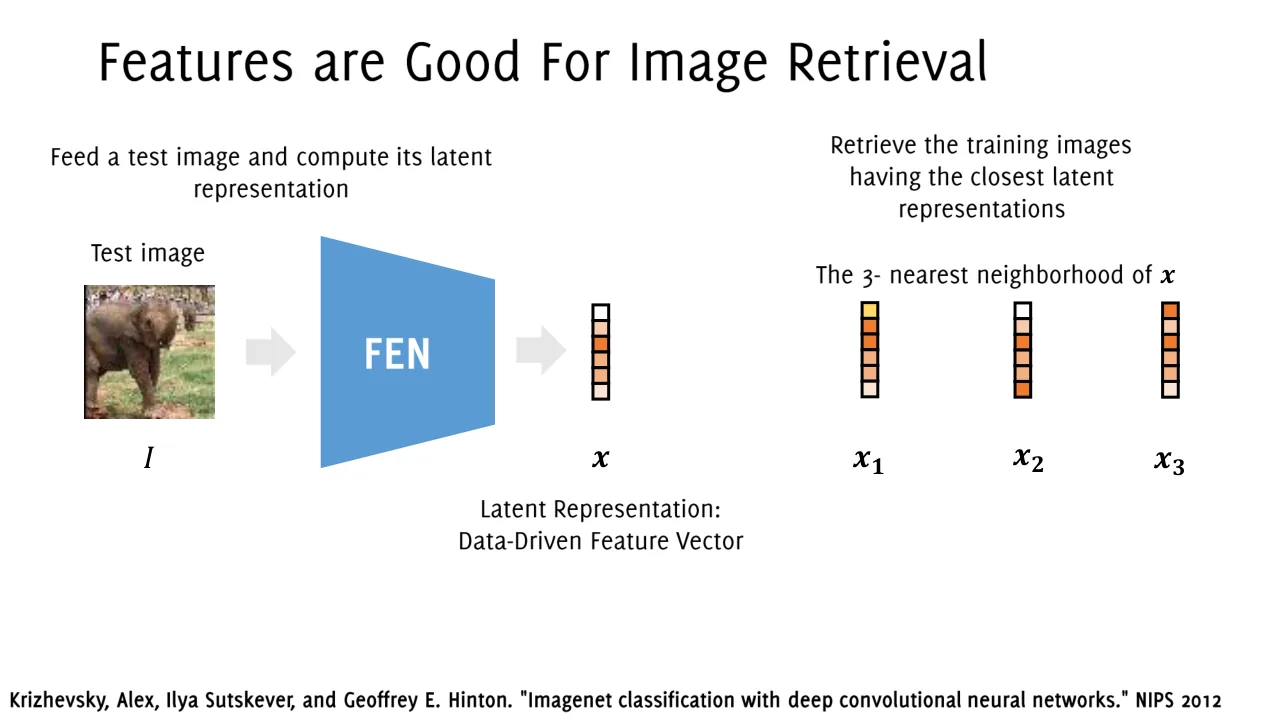 Features are Good For Image Retrieval
Feed a test image and compute its latent
representation
Test image
I
FEN
x
Latent Representation:
Data-Driven Feature Vector
Retrieve the training images
having the closest latent
representations
The 3- nearest neighborhood of x
x₁
x₂
x₃
Krizhevsky, Alex, Ilya Sutskever, and Geoffrey E. Hinton. "Imagenet classification with deep convolutional neural networks." NIPS 2012